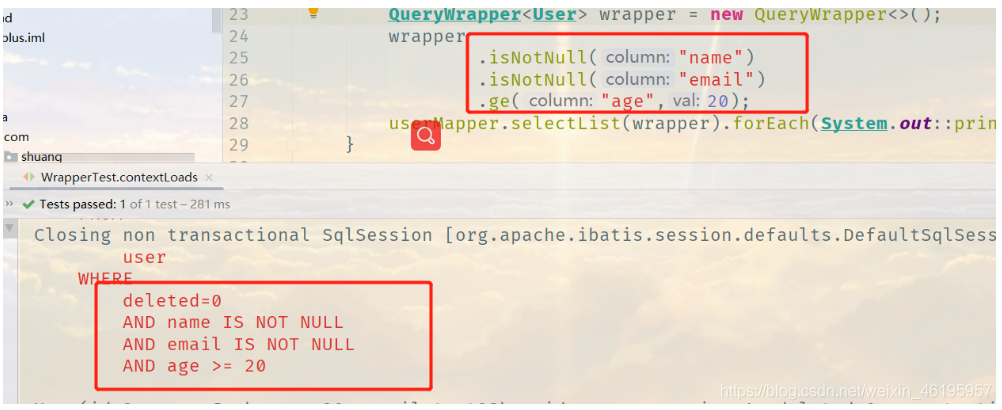 nd
plus.iml
a
com
shuang
23 QueryWrapper<User> wrapper = new QueryWrapper<>();
24 wrapper
25 .isNotNull( column: "name")
26 .isNotNull( column: "email")
27 .ge( column: "age", val: 20);
28 userMapper.selectList(wrapper).forEach(System.out::prin
29 }
WrapperTest.contextLoads ×
» Tests passed: 1 of 1 test – 281 ms
Closing non transactional SqlSession [org.apache.ibatis.session.defaults.DefaultSqlSess
user
WHERE
deleted=0
AND name IS NOT NULL
AND email IS NOT NULL
AND age >= 20
https://blog.csdn.net/weixin_46195957